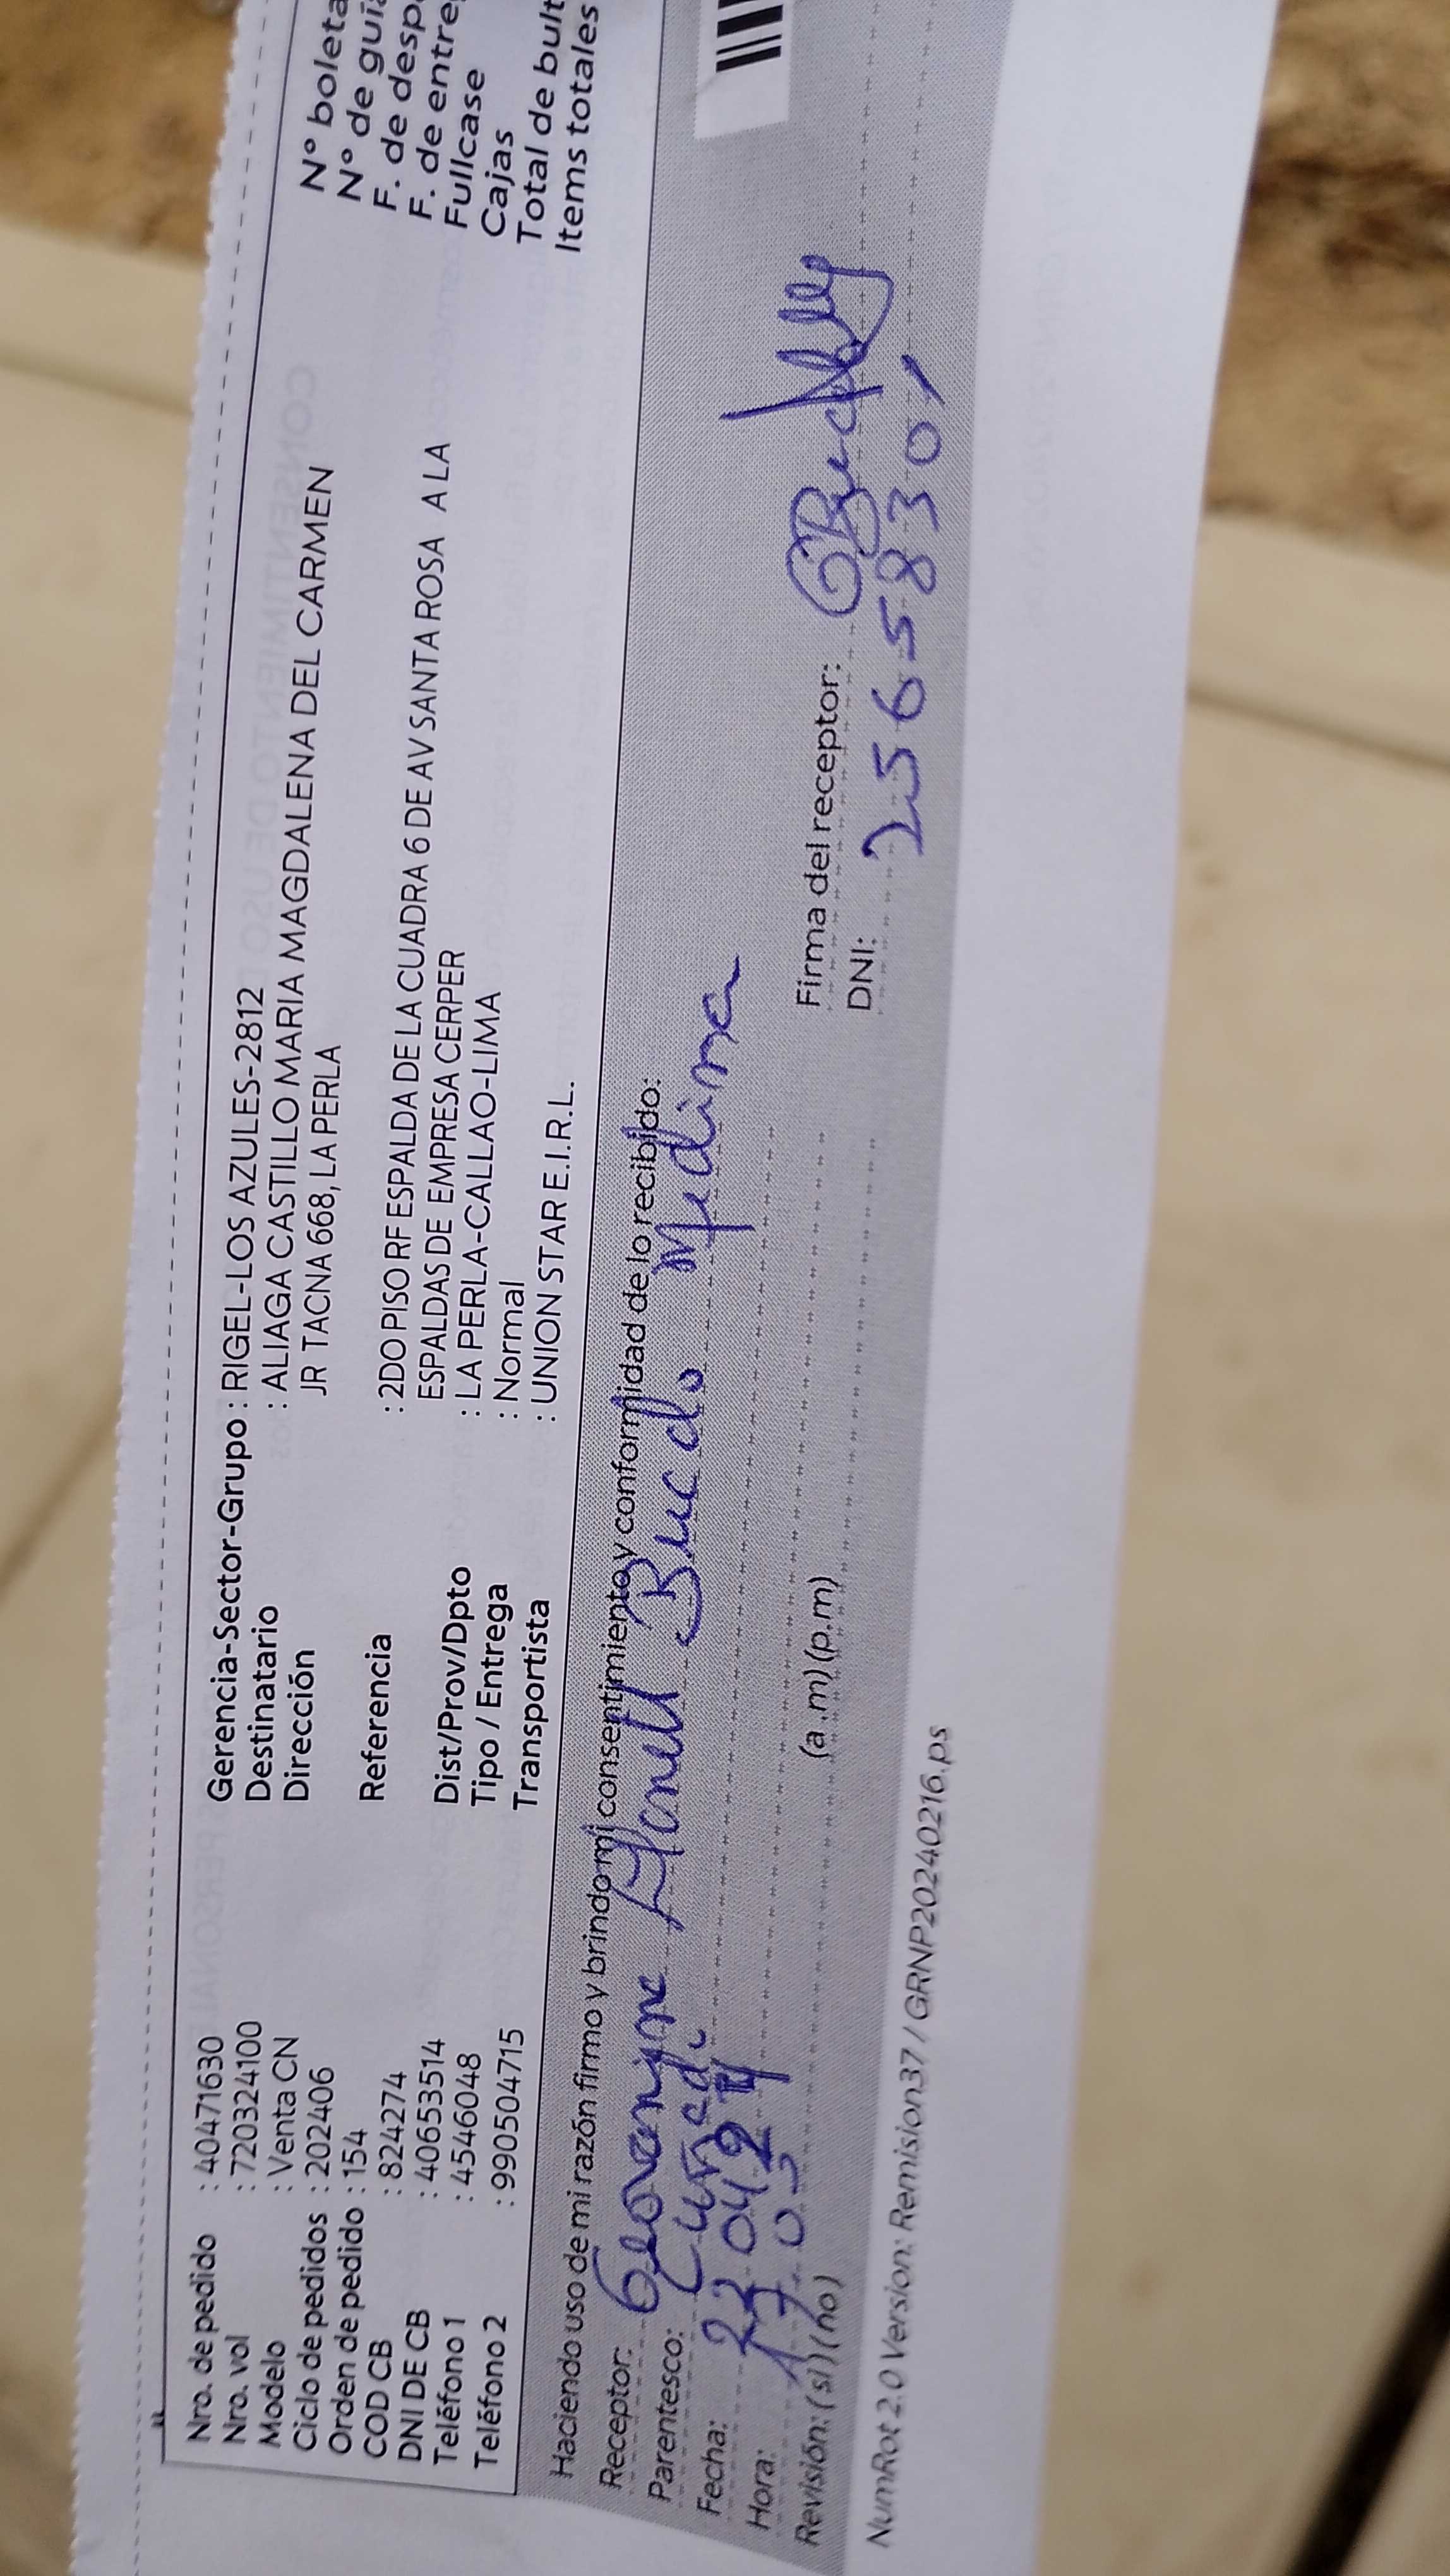 Nro. de pedido : 40471630
Nro. vol : 720324100
Modelo : Venta CN
Ciclo de pedidos : 202406
Orden de pedido : 154
COD CB : 824274
DNI DE CB : 40653514
Teléfono 1 : 4546048
Teléfono 2 : 990504715
Gerencia-Sector-Grupo : RIGEL-LOS AZULES-2812
Destinatario : ALIAGA CASTILLO MARIA MAGDALENA DEL CARMEN
Dirección JR TACNA 668, LA PERLA
Referencia : 2DO PISO RF ESPALDA DE LA CUADRA 6 DE AV SANTA ROSA A LA
ESPALDAS DE EMPRESA CERPER
Dist/Prov/Dpto : LA PERLA-CALLAO-LIMA
Tipo / Entrega : Normal
Transportista : UNION STAR E.I.R.L.
N° boleta
N° de guía
F. de desp
F. de entre
Fullcase
Cajas
Total de bult
Items totales
Haciendo uso de mi razón firmo y brindo mi consentimiento y conformidad de lo recibido:
Receptor: Medina
Parentesco:
Fecha: 23 04
Hora: 17 03 (a.m) (p.m)
Revisión: (si) (no)
Firma del receptor:
DNI: 25658301
NumRot 2.0 Version: Remision37 / GRNP20240216.ps